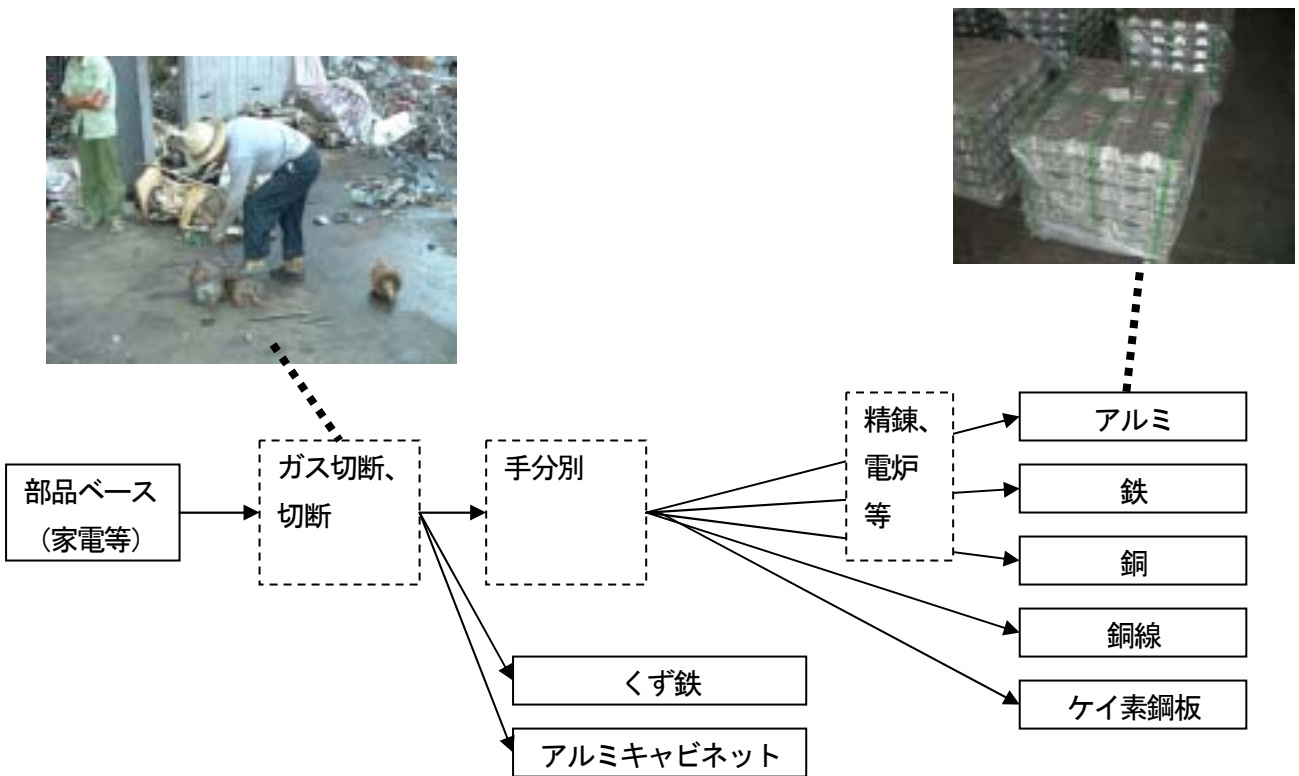 部品ベース
（家電等）
ガス切断、
切断
手分別
精錬、
電炉
等
アルミ
鉄
銅
銅線
ケイ素鋼板
くず鉄
アルミキャビネット